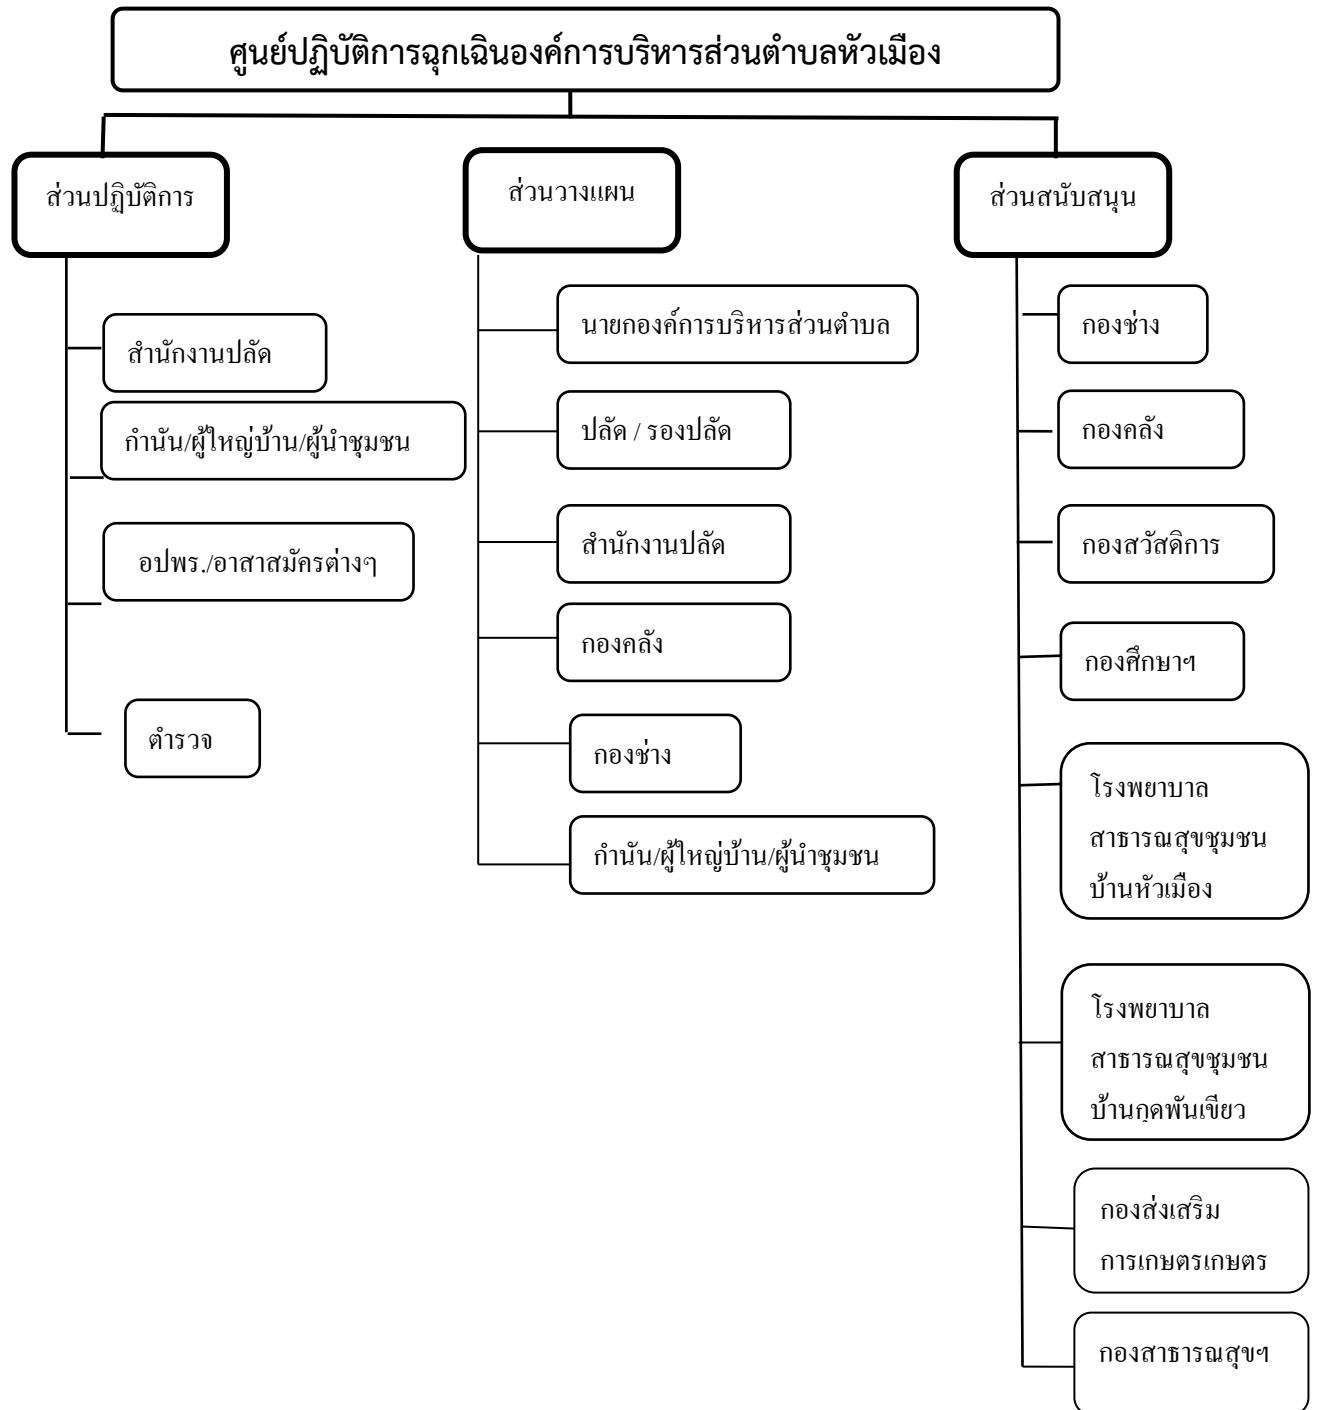 ศูนย์ปฏิบัติการฉุกเฉินองค์การบริหารส่วนตำบลหัวเมือง
ส่วนปฏิบัติการ
สำนักงานปลัด
กำนัน/ผู้ใหญ่บ้าน/ผู้นำชุมชน
อปพร./อาสาสมัครต่างๆ
ตำรวจ
ส่วนวางแผน
นายกองค์การบริหารส่วนตำบล
ปลัด / รองปลัด
สำนักงานปลัด
กองคลัง
กองช่าง
กำนัน/ผู้ใหญ่บ้าน/ผู้นำชุมชน
ส่วนสนับสนุน
กองช่าง
กองคลัง
กองสวัสดิการ
กองศึกษาฯ
โรงพยาบาล
สาธารณสุขชุมชน
บ้านหัวเมือง
โรงพยาบาล
สาธารณสุขชุมชน
บ้านกุดพันเขียว
กองส่งเสริม
การเกษตรเกษตร
กองสาธารณสุขฯ